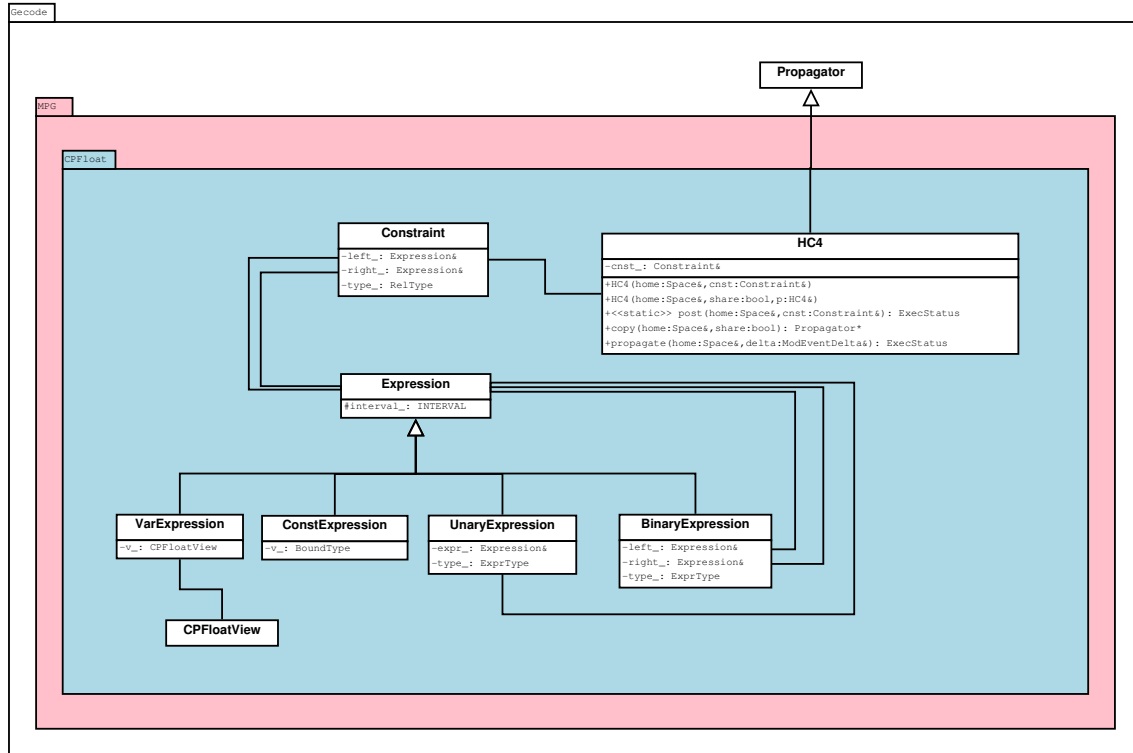 Gecode
Propagator
MPG
CPFloat
Constraint
-left_: Expression&
-right_: Expression&
-type_: RelType
HC4
-cnst_: Constraint&
+HC4(home:Space&,cnst:Constraint&)
+HC4(home:Space&,share:bool,p:HC4&)
+<<static>> post(home:Space&,cnst:Constraint&): ExecStatus
+copy(home:Space&,share:bool): Propagator*
+propagate(home:Space&,delta:ModEventDelta&): ExecStatus
Expression
#interval_: INTERVAL
VarExpression
-v_: CPFloatView
ConstExpression
-v_: BoundType
UnaryExpression
-expr_: Expression&
-type_: ExprType
BinaryExpression
-left_: Expression&
-right_: Expression&
-type_: ExprType
CPFloatView